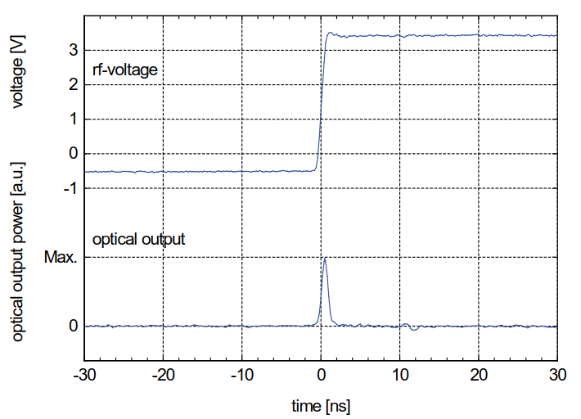 voltage [V]
3
2
1
0
-1
rf-voltage
optical output power [a.u.]
Max.
0
optical output
-30 -20 -10 0 10 20 30
time [ns]